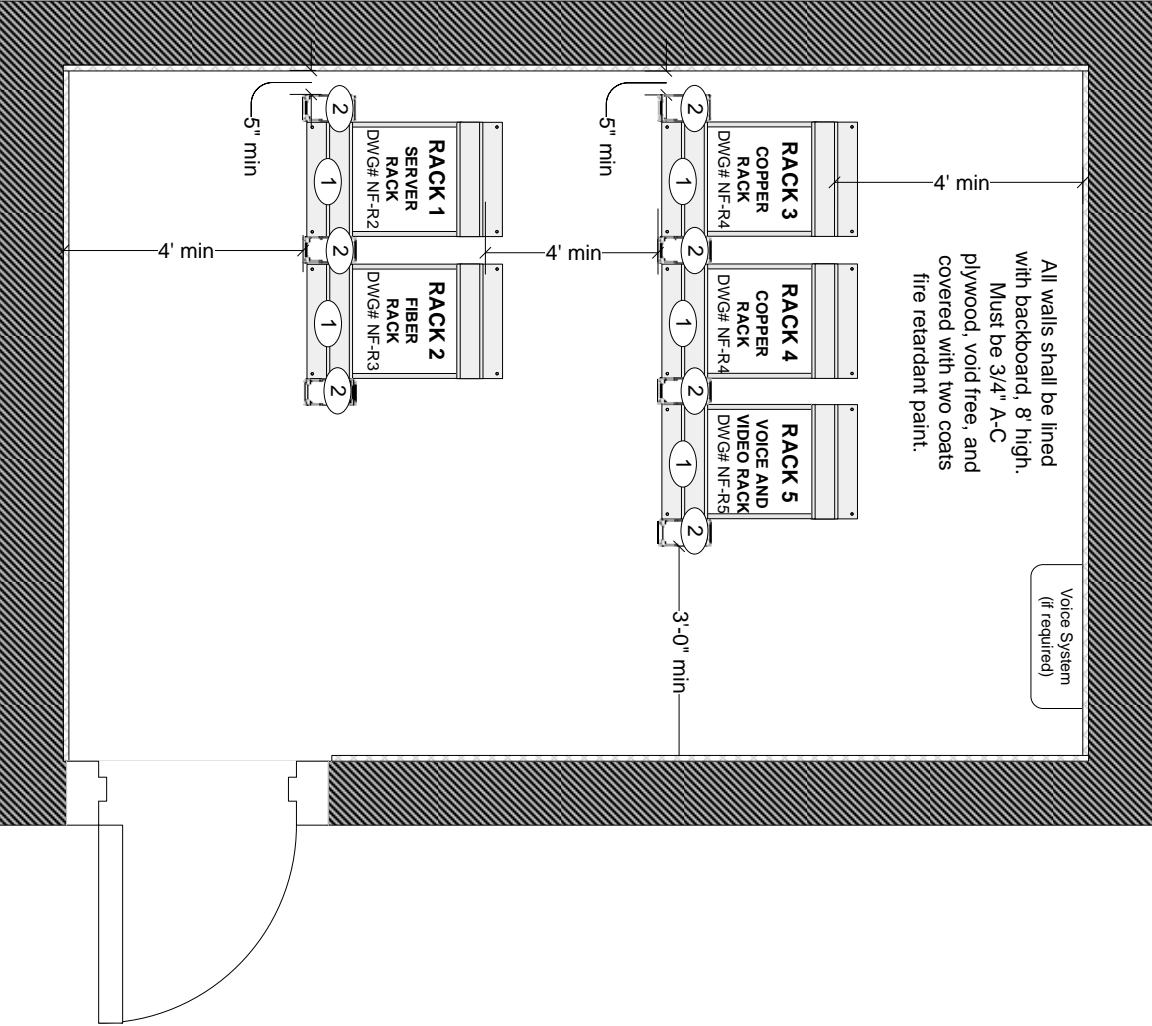 5" min
2
1
2
1
2
RACK 1
SERVER
RACK
DWG# NF-R2
RACK 2
FIBER
RACK
DWG# NF-R3
4' min
4' min
5" min
2
1
2
1
2
1
2
RACK 3
COPPER
RACK
DWG# NF-R4
RACK 4
COPPER
RACK
DWG# NF-R4
RACK 5
VOICE AND
VIDEO RACK
DWG# NF-R5
4' min
3'-0" min
All walls shall be lined
with backboard, 8' high.
Must be 3/4" A-C
plywood, void free, and
covered with two coats
fire retardant paint.
Voice System
(if required)